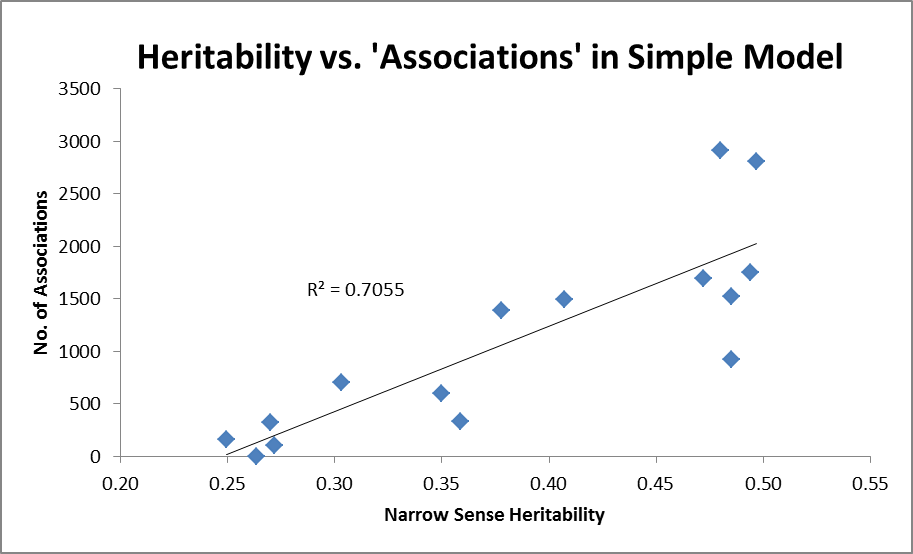 Heritability vs. 'Associations' in Simple Model
3500
3000
2500
2000
1500
1000
500
0
No. of Associations
R² = 0.7055
0.20 0.25 0.30 0.35 0.40 0.45 0.50 0.55
Narrow Sense Heritability